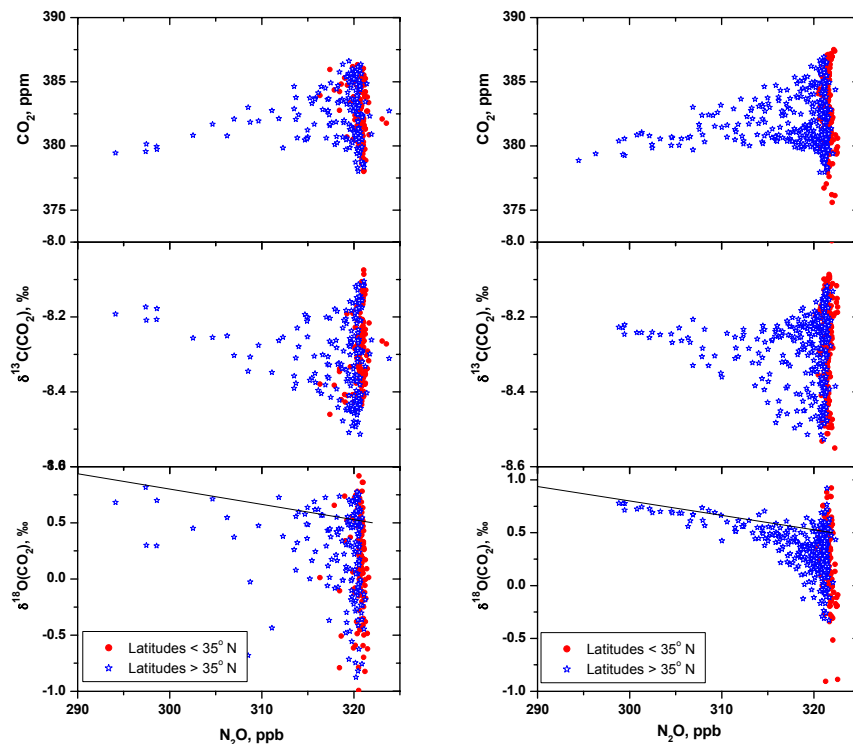 CO₂, ppm
390
385
380
375
-8.0
δ¹³C(CO₂), ‰
-8.2
-8.4
δ¹⁸O(CO₂), ‰
0.5
0.0
-0.5
-1.0
Latitudes < 35° N
Latitudes > 35° N
290 300 310 320
N₂O, ppb
CO₂, ppm
390
385
380
375
-8.0
δ¹³C(CO₂), ‰
-8.2
-8.4
-8.6
δ¹⁸O(CO₂), ‰
1.0
0.5
0.0
-0.5
-1.0
Latitudes < 35° N
Latitudes > 35° N
290 300 310 320
N₂O, ppb